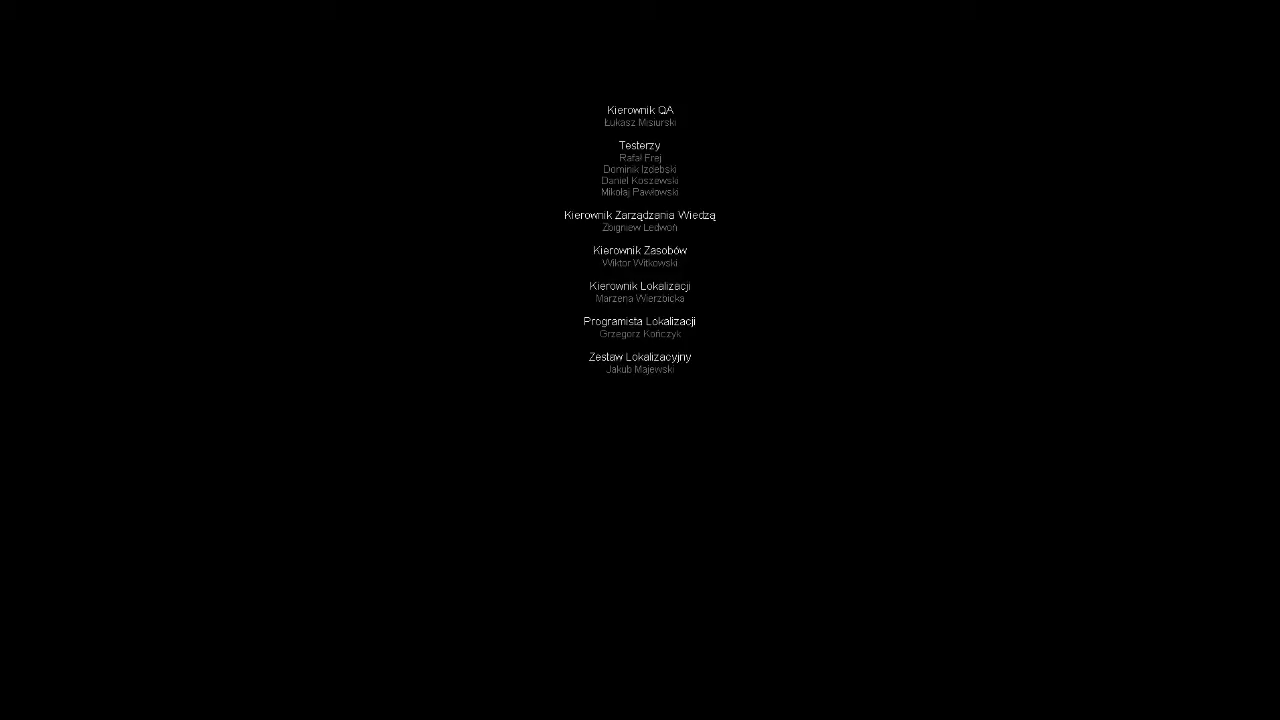 Kierownik QA
Łukasz Misiurski
Testerzy
Rafał Frej
Dominik Izdebski
Daniel Koszewski
Mikołaj Pawłowski
Kierownik Zarządzania Wiedzą
Zbigniew Ledwoń
Kierownik Zasobów
Wiktor Witkowski
Kierownik Lokalizacji
Marzena Wierzbicka
Programista Lokalizacji
Grzegorz Kończyk
Zestaw Lokalizacyjny
Jakub Majewski